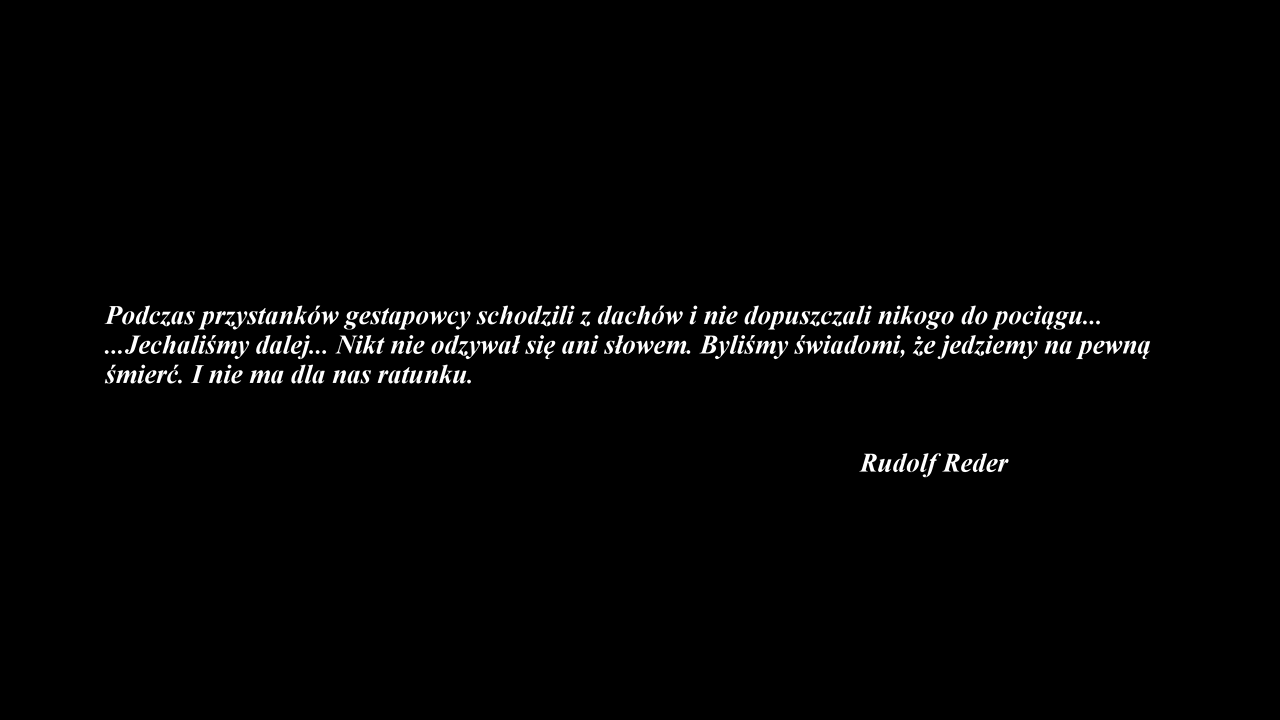 Podczas przystanków gestapowcy schodzili z dachów i nie dopuszczali nikogo do pociągu...
...Jechaliśmy dalej... Nikt nie odzywał się ani słowem. Byliśmy świadomi, że jedziemy na pewną
śmierć. I nie ma dla nas ratunku.
Rudolf Reder